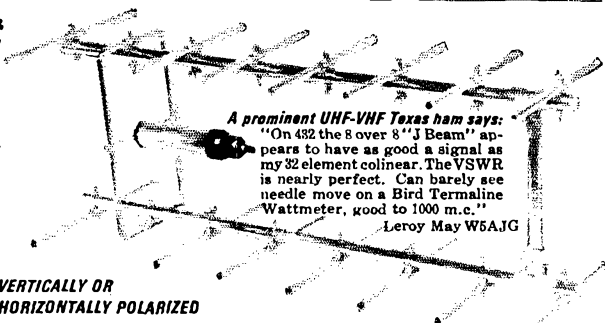 A prominent UHF-VHF Texas ham says:
"On 432 the 8 over 8 "J Beam" ap-
pears to have as good a signal as
my 32 element colinear. The VSWR
is nearly perfect. Can barely see
needle move on a Bird Termaline
Wattmeter, good to 1000 m.c."
Leroy May W5AJG
VERTICALLY OR
HORIZONTALLY POLARIZED